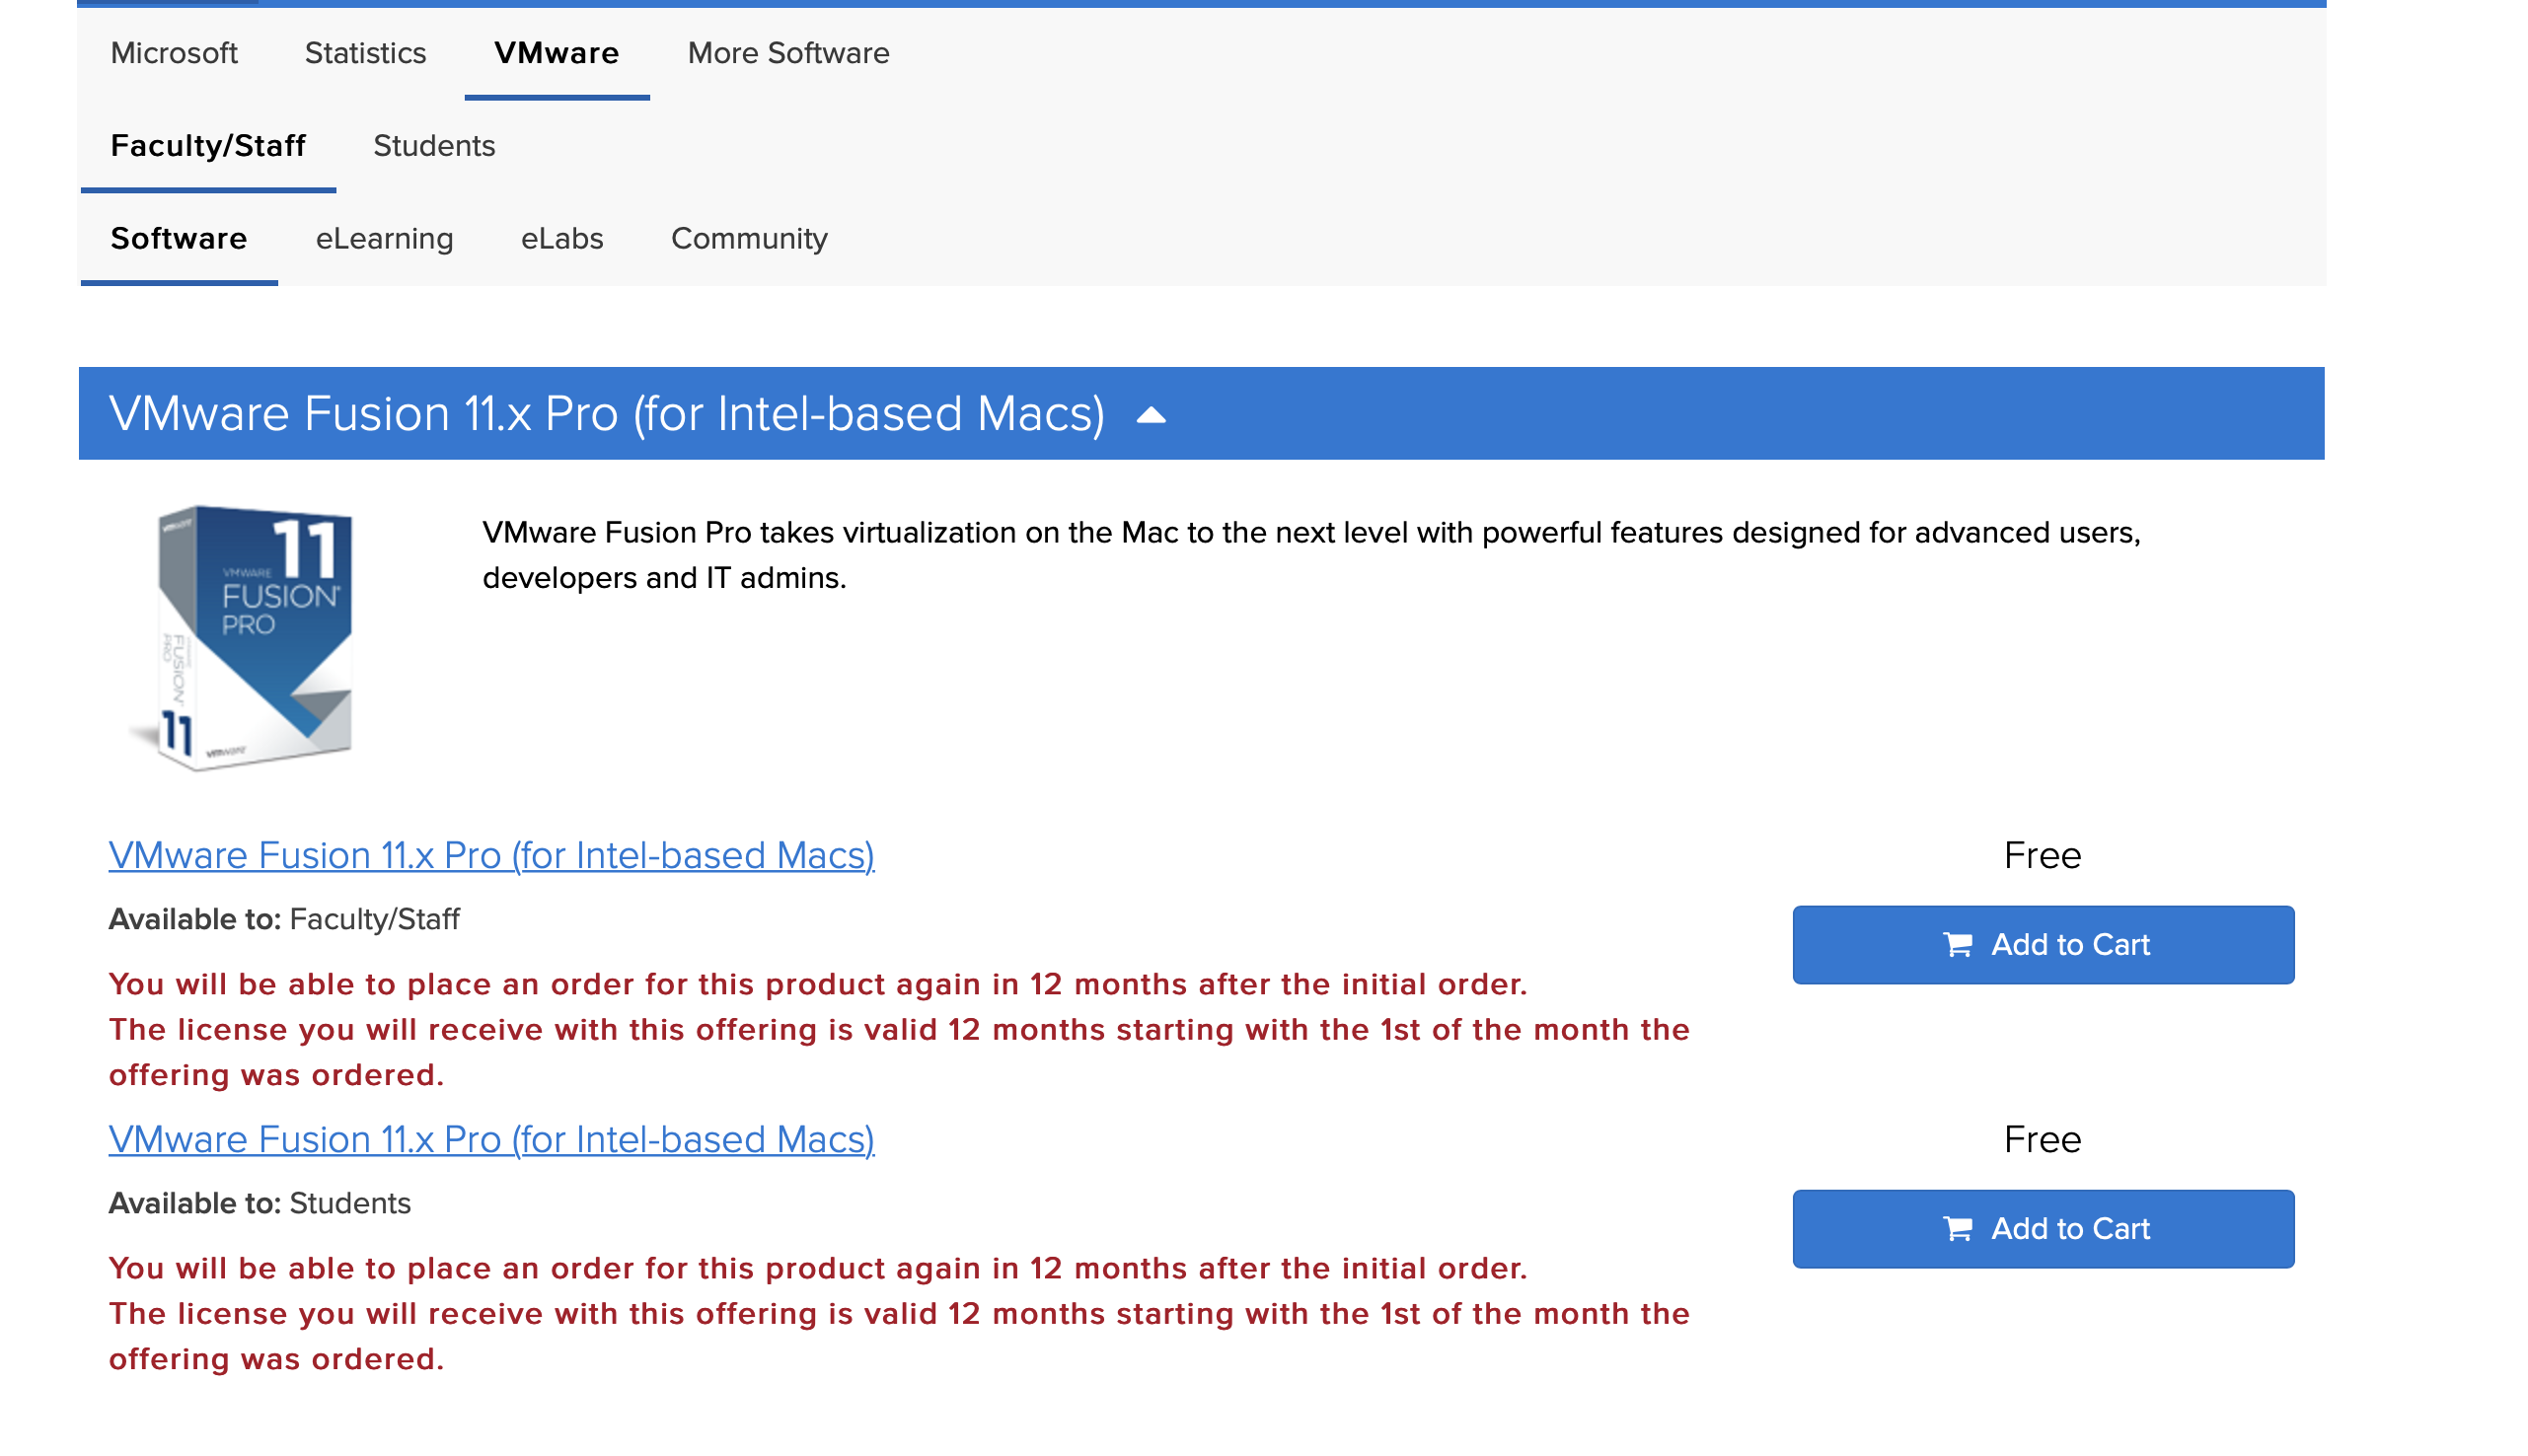 Microsoft Statistics VMware More Software
Faculty/Staff Students
Software eLearning eLabs Community
VMware Fusion 11.x Pro (for Intel-based Macs)
vmware
11
VMWARE
FUSION
PRO
FUSION
PRO
11
vmware
VMware Fusion Pro takes virtualization on the Mac to the next level with powerful features designed for advanced users,
developers and IT admins.
VMware Fusion 11.x Pro (for Intel-based Macs)
Free
Available to: Faculty/Staff
Add to Cart
You will be able to place an order for this product again in 12 months after the initial order.
The license you will receive with this offering is valid 12 months starting with the 1st of the month the
offering was ordered.
VMware Fusion 11.x Pro (for Intel-based Macs)
Free
Available to: Students
Add to Cart
You will be able to place an order for this product again in 12 months after the initial order.
The license you will receive with this offering is valid 12 months starting with the 1st of the month the
offering was ordered.